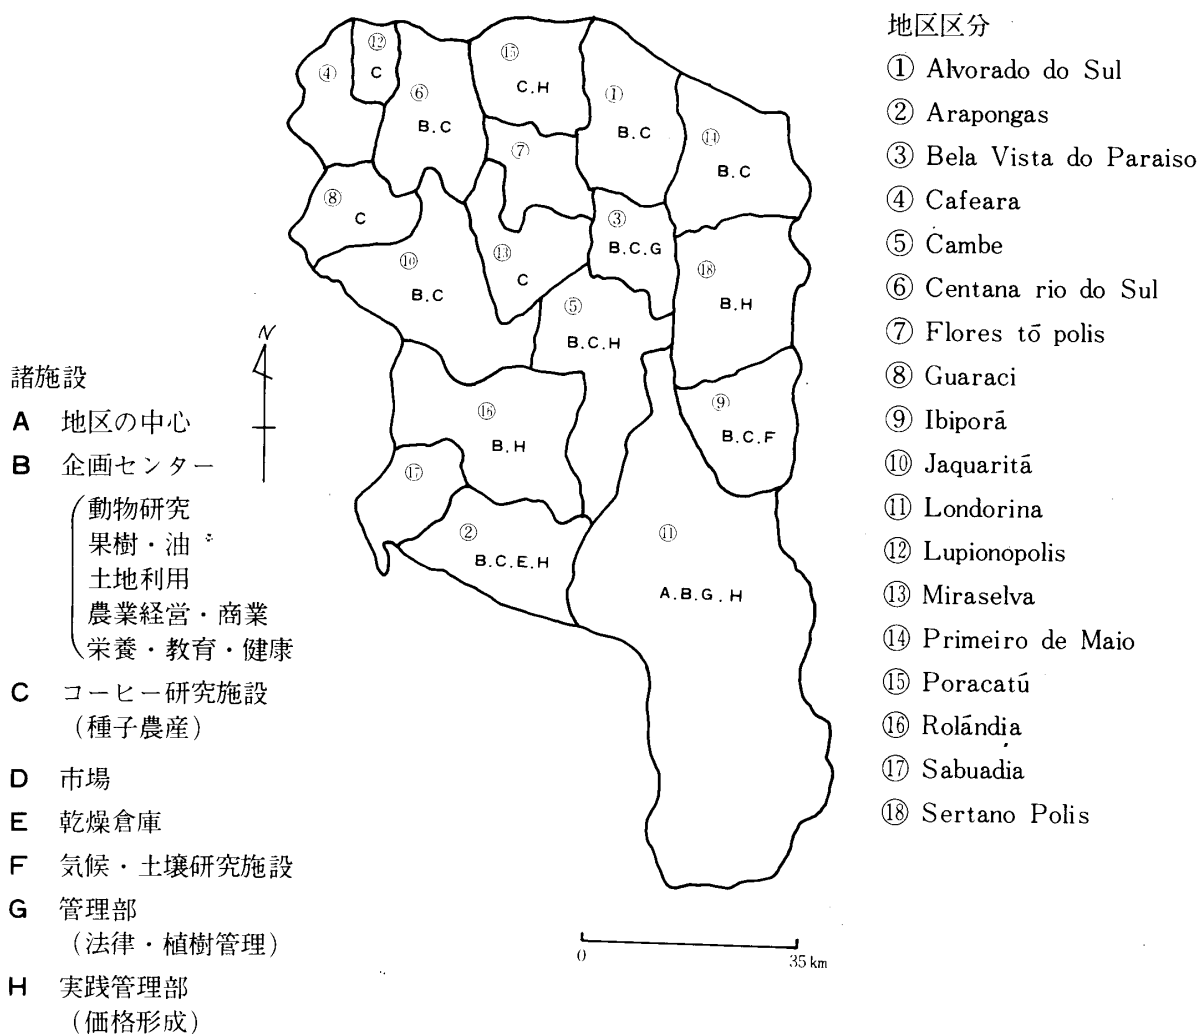 地区区分
① Alvorado do Sul
② Arapongas
③ Bela Vista do Paraiso
④ Cafeara
⑤ Cambe
⑥ Centana rio do Sul
⑦ Flores tō polis
⑧ Guaraci
⑨ Ibiporā
⑩ Jaquaritā
⑪ Londorina
⑫ Lupionopolis
⑬ Miraselva
⑭ Primeiro de Maio
⑮ Poracatū
⑯ Rolāndia
⑰ Sabuadia
⑱ Sertano Polis
諸施設
A 地区の中心
B 企画センター
動物研究
果樹・油
土地利用
農業経営・商業
栄養・教育・健康
C コーヒー研究施設
(種子農産)
D 市場
E 乾燥倉庫
F 気候・土壌研究施設
G 管理部
(法律・植樹管理)
H 実践管理部
(価格形成)
N
④
⑫
C
⑥
B.C
⑮
C.H
①
B.C
⑭
B.C
⑦
⑧
C
③
B.C.G
⑬
C
⑩
B.C
⑱
B.H
⑤
B.C.H
⑯
B.H
⑨
B.C.F
⑰
②
B.C.E.H
⑪
A.B.G.H
0
35km